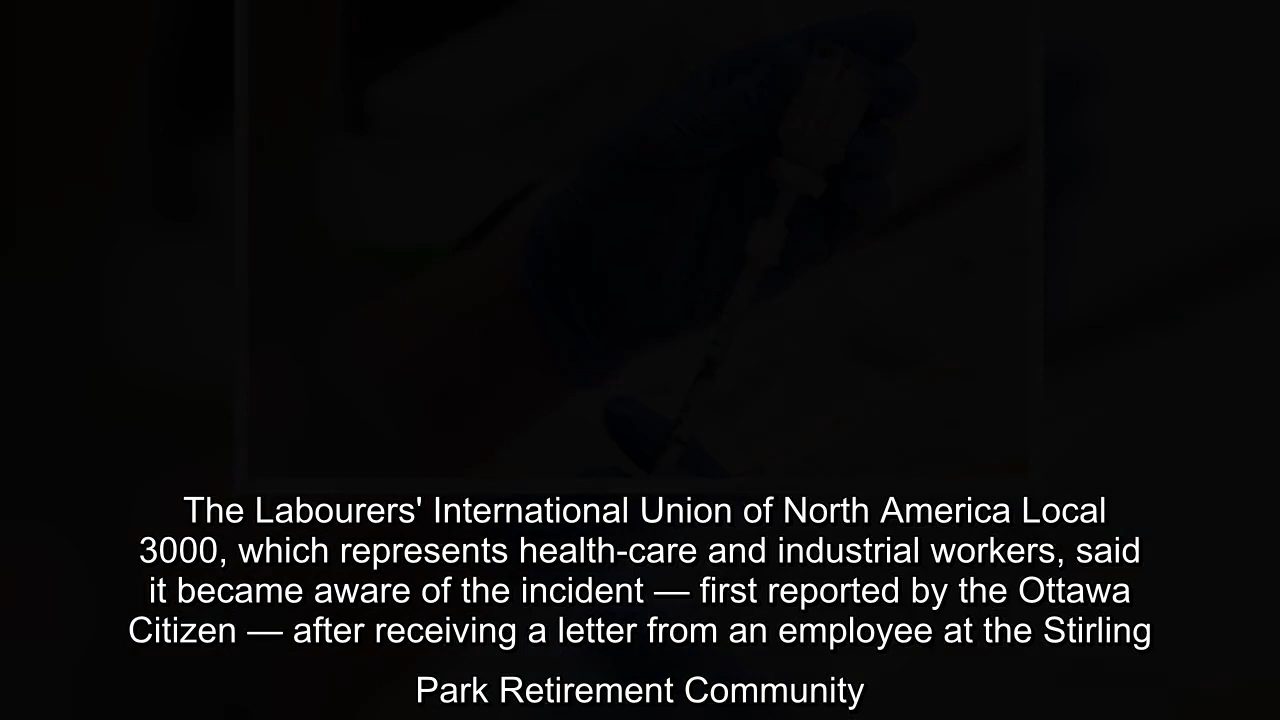 The Labourers' International Union of North America Local
3000, which represents health-care and industrial workers, said
it became aware of the incident — first reported by the Ottawa
Citizen — after receiving a letter from an employee at the Stirling
Park Retirement Community